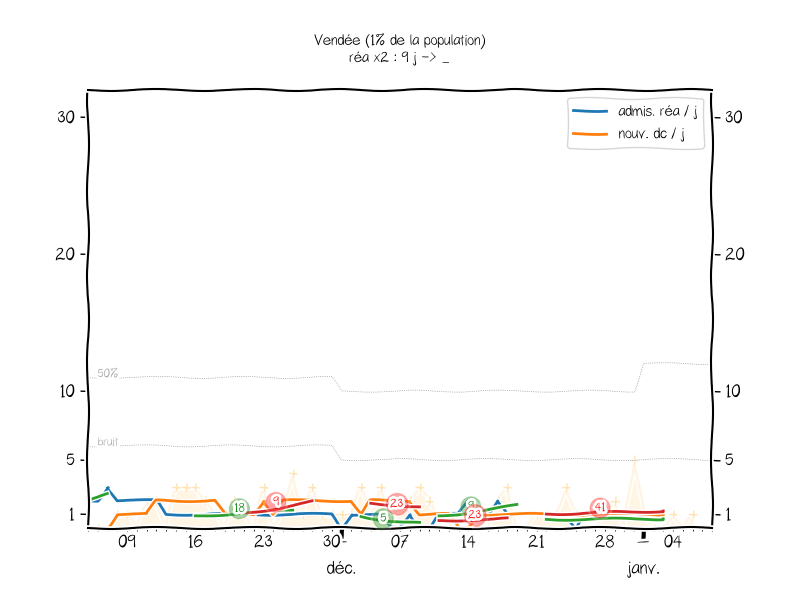 Vendée (1% de la population)
réa x2 : 9 j -> _
admis. réa / j
nouv. dc / j
30
30
20
20
50%
10
10
bruit
5
5
18
9
23
5
23
41
1
1
09 16 23 30 07 14 21 28 04
déc. janv.